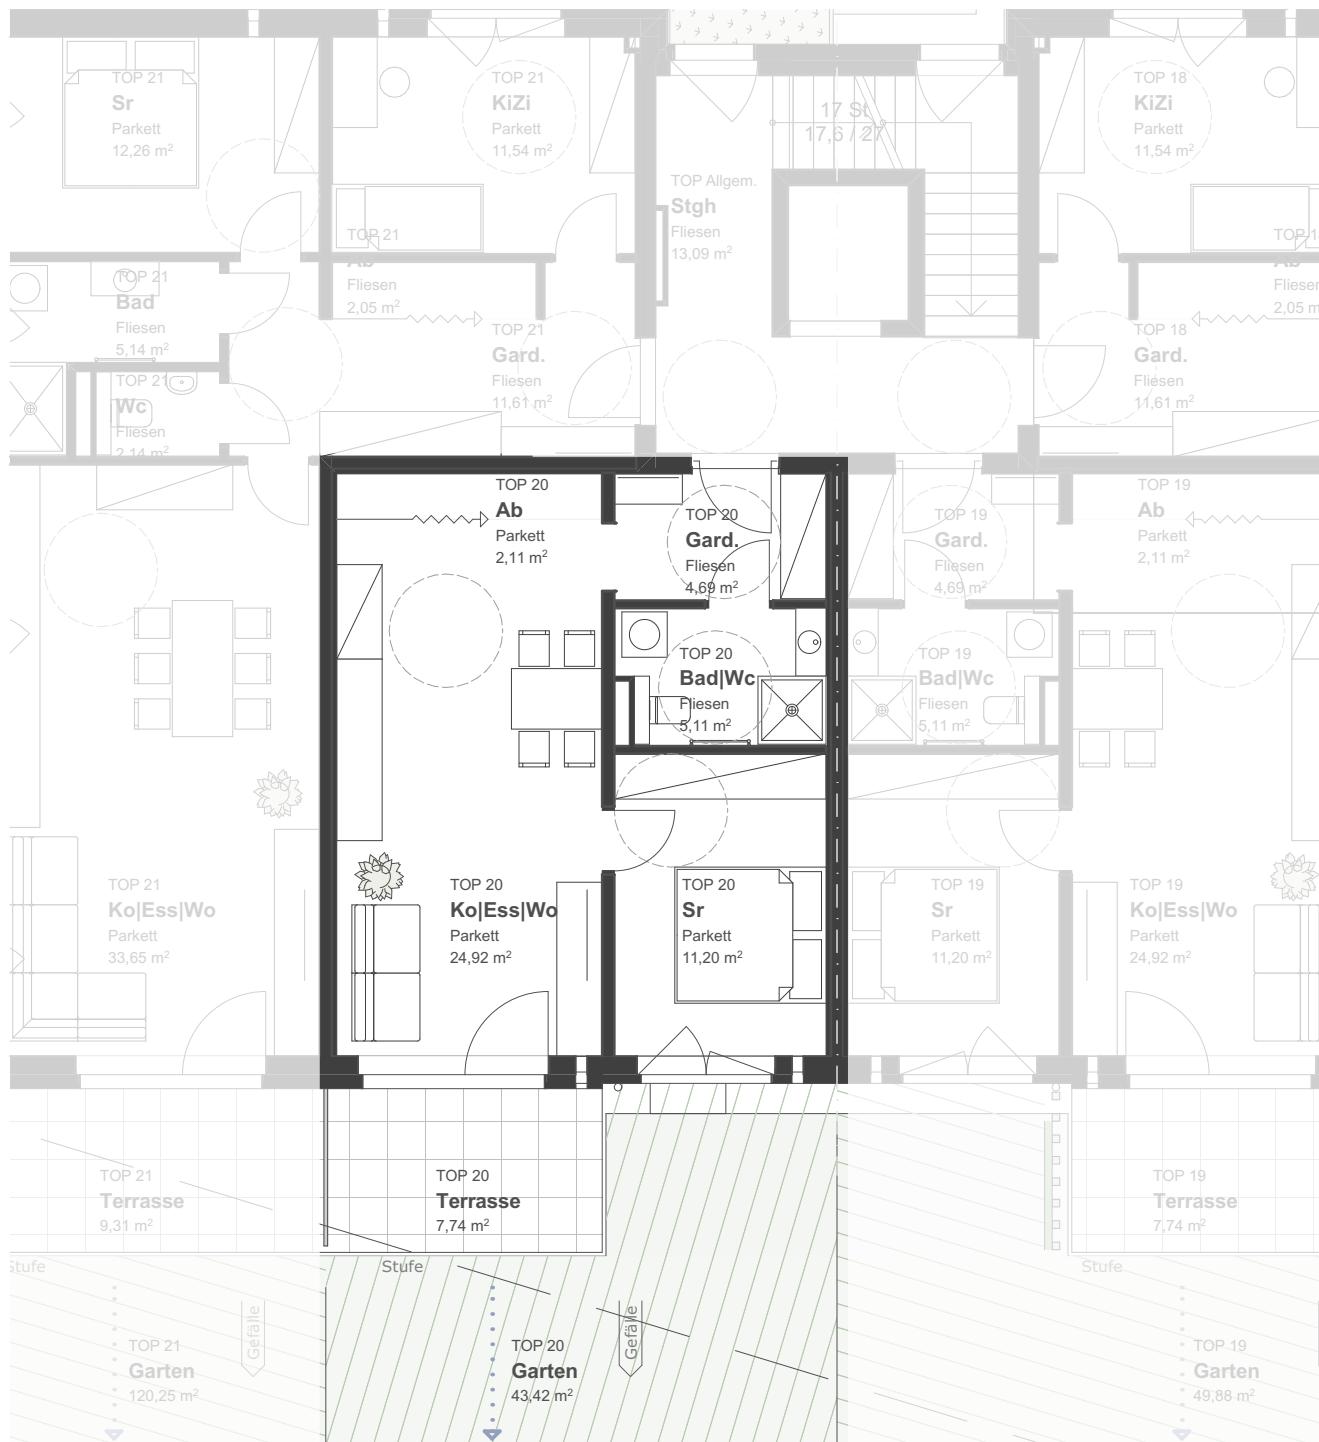 TOP 21
Sr
Parkett
12,26 m²
TOP 21
KiZi
Parkett
11,54 m²
17 St
17,6 / 27
TOP 18
KiZi
Parkett
11,54 m²
TOP Allgem.
Stgh
Fliesen
13,09 m²
TOP 21
Ab
Fliesen
2,05 m²
Ab
Fliesen
2,05 m
TOP 21
Bad
Fliesen
5,14 m²
TOP 21
Gard.
Fliesen
11,61 m²
TOP 18
Gard.
Fliesen
11,61 m²
TOP 21
Wc
Fliesen
2,14 m²
TOP 20
Ab
Parkett
2,11 m²
TOP 20
Gard.
Fliesen
4,69 m²
TOP 19
Gard.
Fliesen
4,69 m²
TOP 19
Ab
Parkett
2,11 m²
TOP 20
Bad|Wc
Fliesen
5,11 m²
TOP 19
Bad|Wc
Fliesen
5,11 m²
TOP 21
Ko|Ess|Wo
Parkett
33,65 m²
TOP 20
Ko|Ess|Wo
Parkett
24,92 m²
TOP 20
Sr
Parkett
11,20 m²
TOP 19
Sr
Parkett
11,20 m²
TOP 19
Ko|Ess|Wo
Parkett
24,92 m²
TOP 21
Terrasse
9,31 m²
TOP 20
Terrasse
7,74 m²
TOP 19
Terrasse
7,74 m²
Stufe
Stufe
Stufe
Gefälle
Gefälle
TOP 21
Garten
120,25 m²
TOP 20
Garten
43,42 m²
TOP 19
Garten
49,88 m²